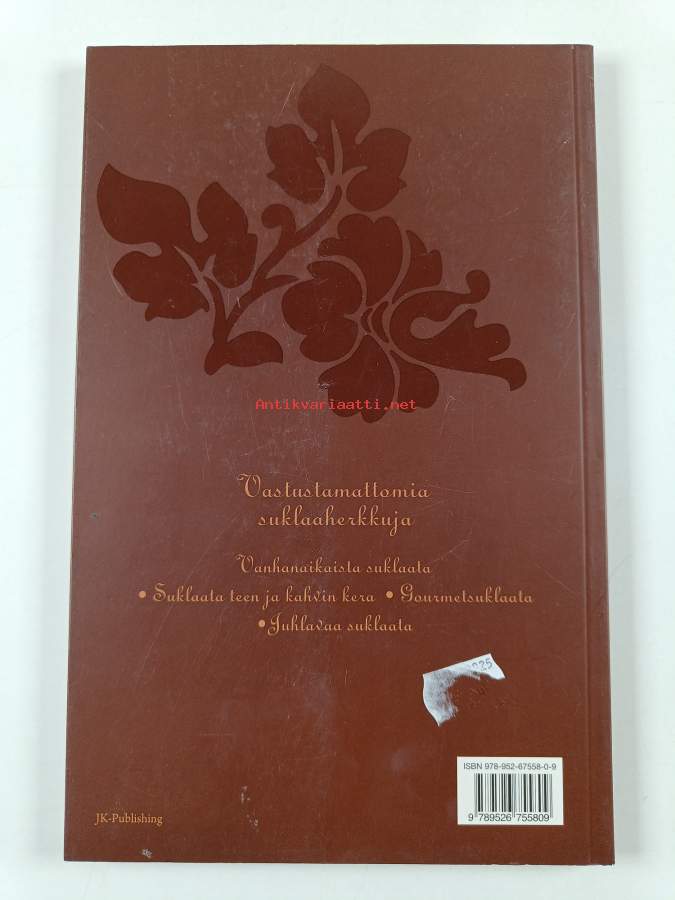 Antikvariaatti.net
Vastustamattomia
suklaaherkkuja
Vanhanaikaista suklaata
• Suklaata teen ja kahvin kera • Gourmetsuklaata
• Juhlavaa suklaata
ISBN 978-952-67558-0-9
9 789526 755809
JK-Publishing